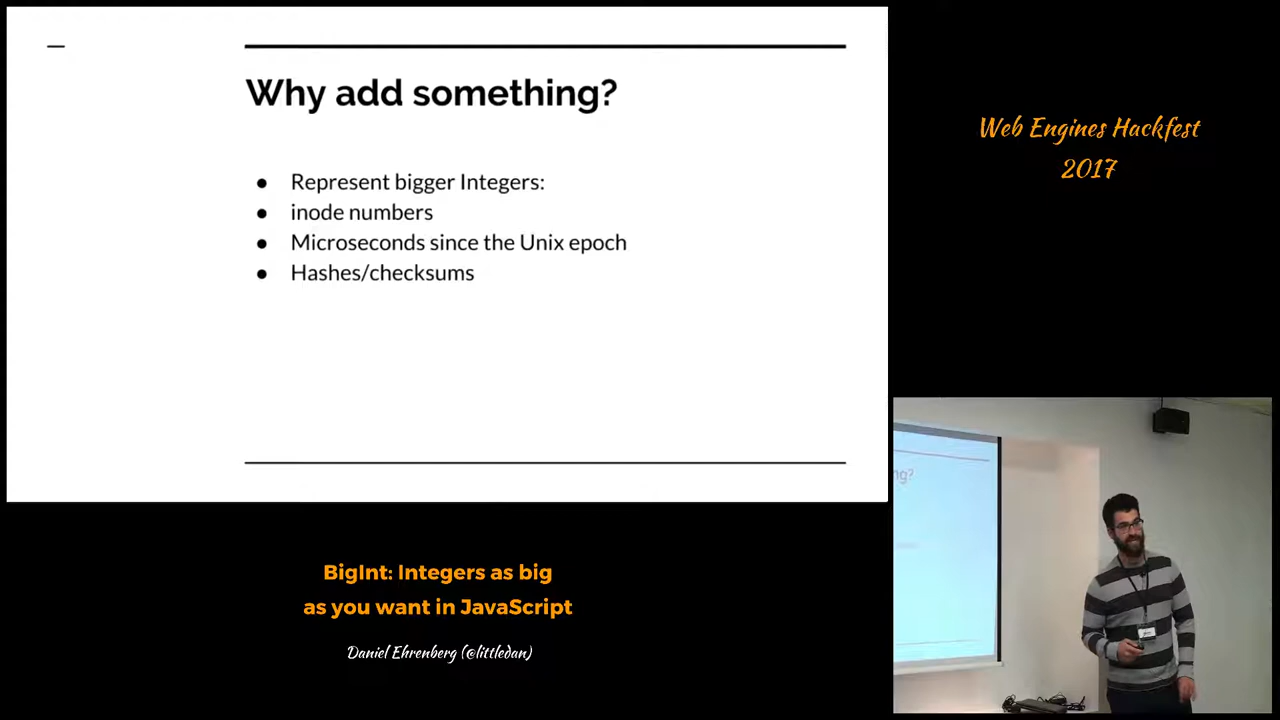 Why add something?
● Represent bigger Integers:
● inode numbers
● Microseconds since the Unix epoch
● Hashes/checksums
Web Engines Hackfest
2017
ng?
BigInt: Integers as big
as you want in JavaScript
Daniel Ehrenberg (@littledan)